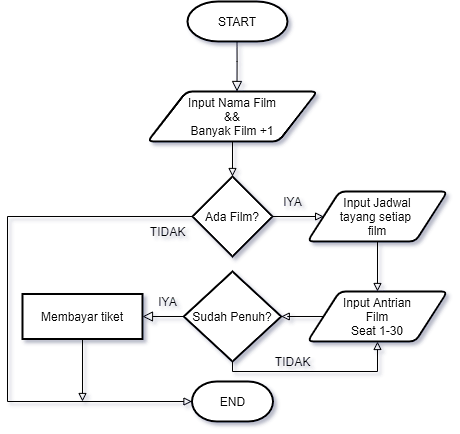 START
Input Nama Film
&&
Banyak Film +1
Ada Film?
IYA
TIDAK
Input Jadwal
tayang setiap
film
Input Antrian
Film
Seat 1-30
Sudah Penuh?
IYA
TIDAK
Membayar tiket
END